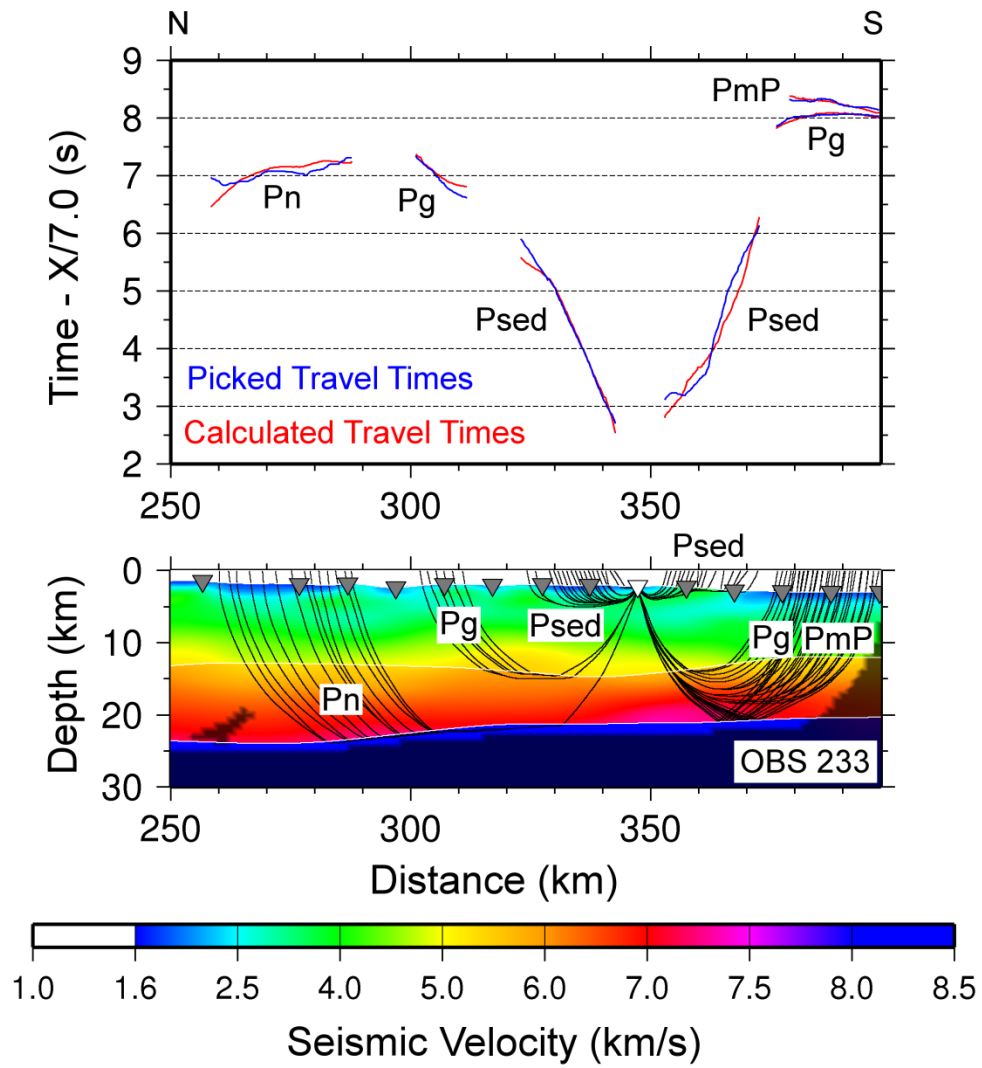 N S
9
8
7
6
5
4
3
2
Time - X/7.0 (s)
PmP
Pg
Pn
Pg
Psed
Psed
Picked Travel Times
Calculated Travel Times
250 300 350
Psed
0
10
20
30
Depth (km)
Pg
Psed
Pg
PmP
Pn
OBS 233
250 300 350
Distance (km)
1.0 1.6 2.5 4.0 5.0 6.0 7.0 7.5 8.0 8.5
Seismic Velocity (km/s)